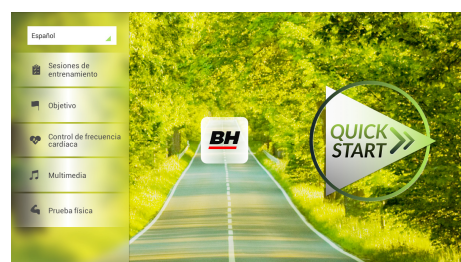 Español
Sesiones de
entrenamiento
Objetivo
Control de frecuencia
cardíaca
Multimedia
Prueba física
BH
QUICK
START